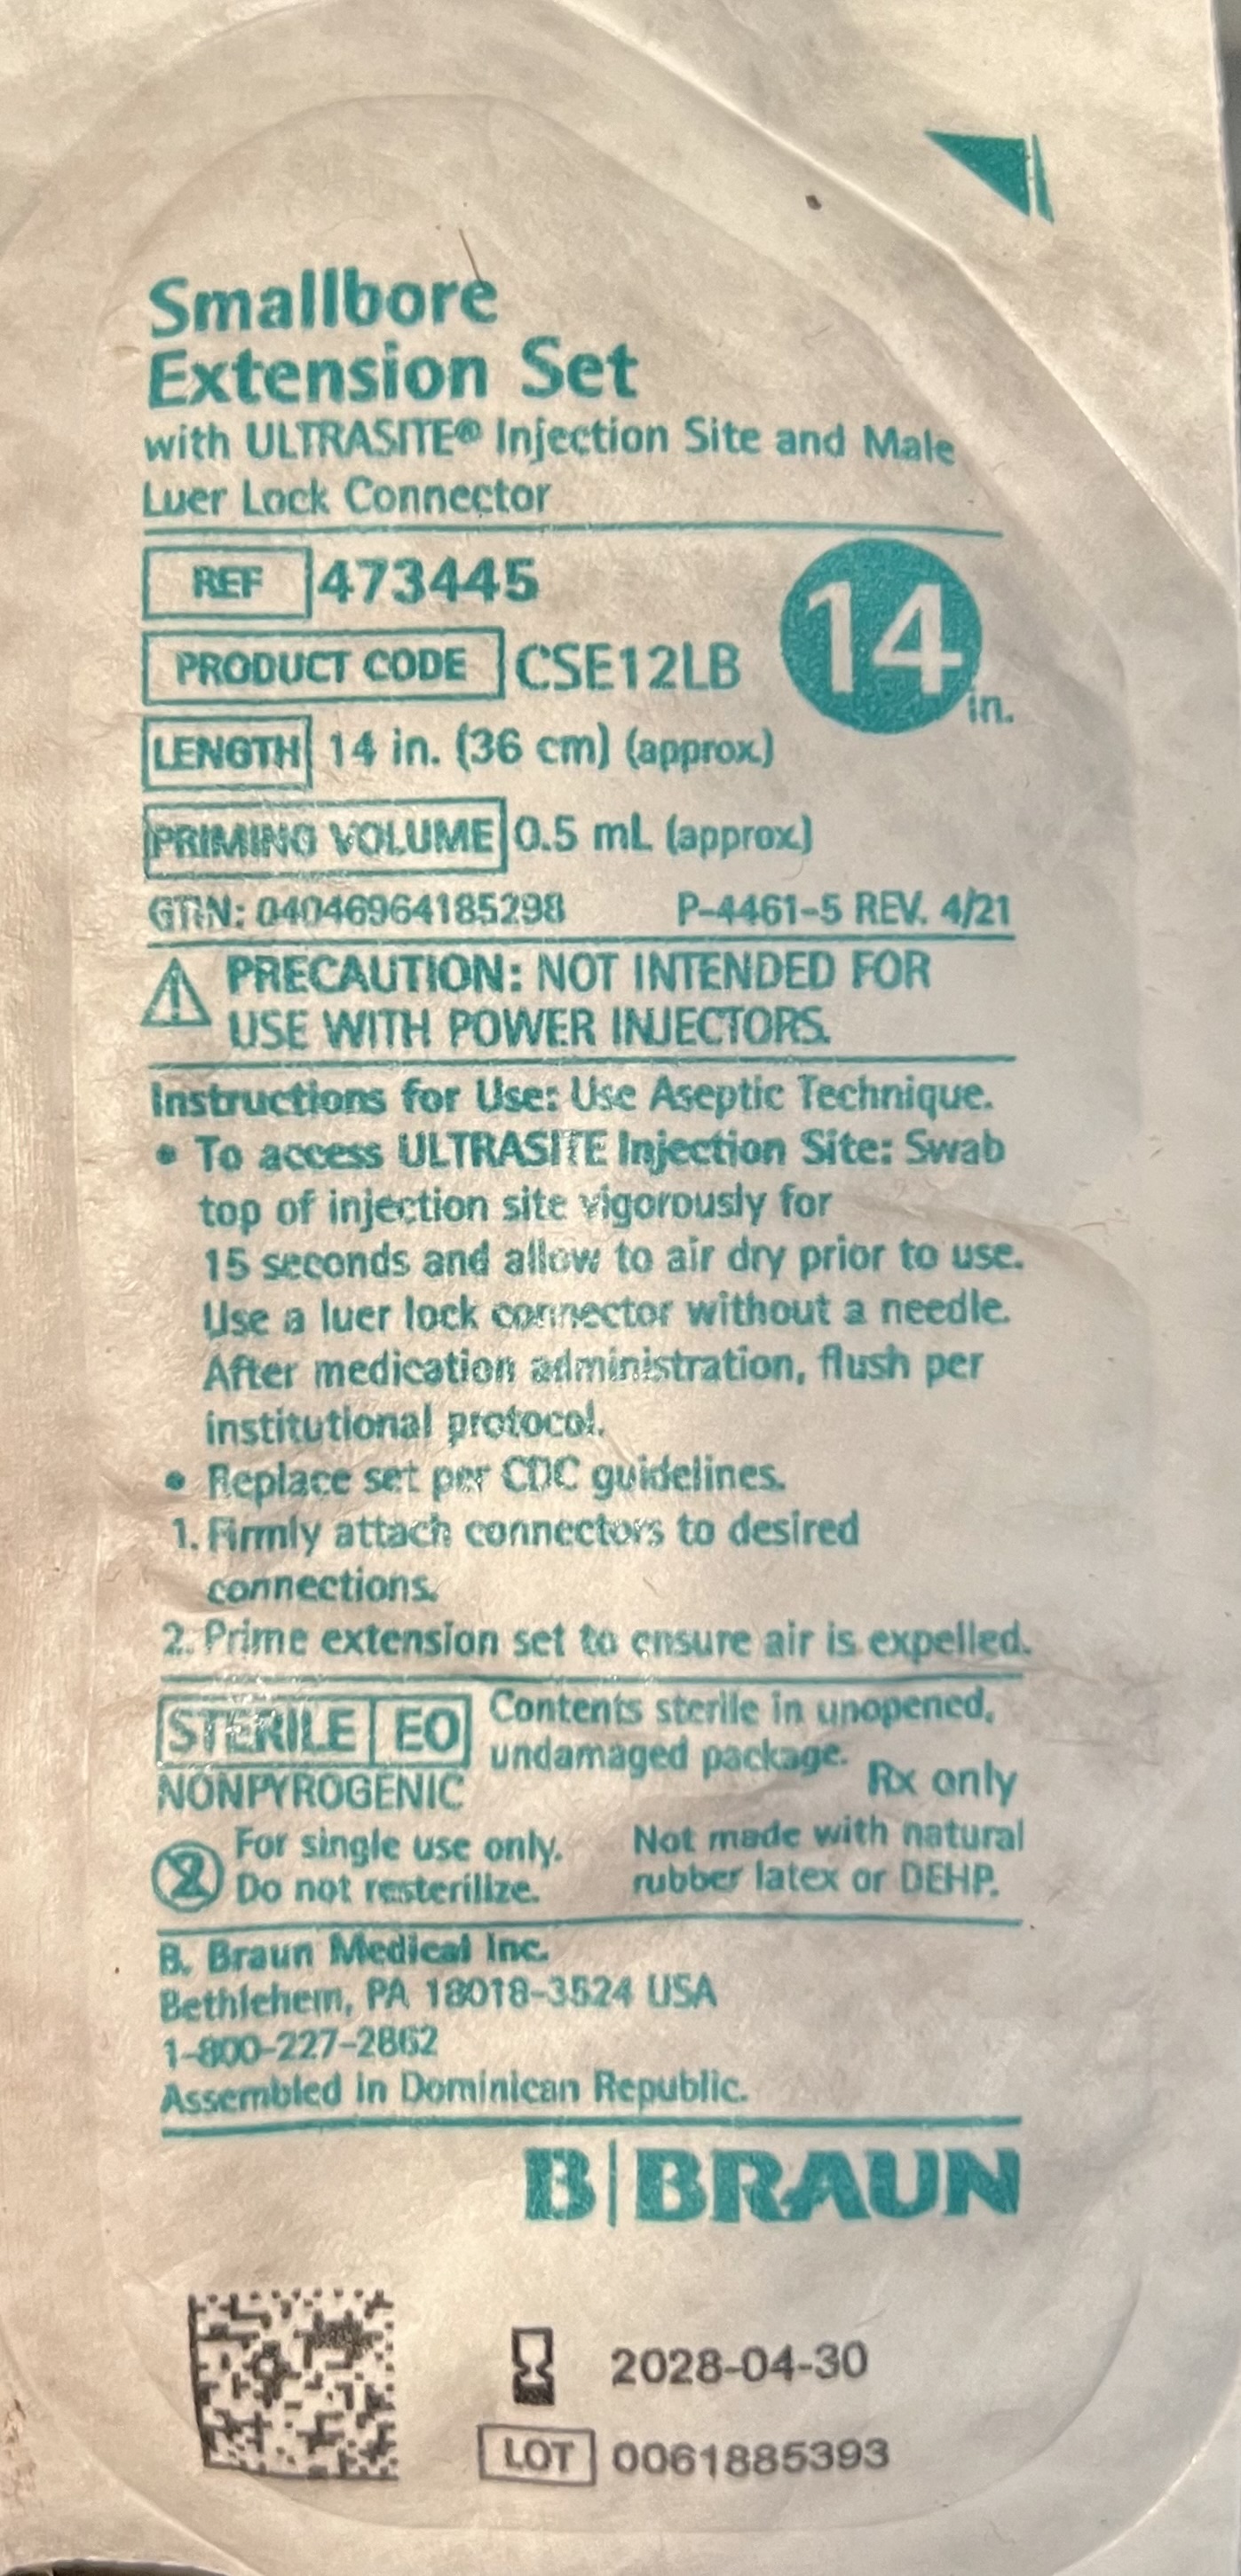 Smallbore
Extension Set
with ULTRASITE® Injection Site and Male
Luer Lock Connector
REF 473445
14 in.
PRODUCT CODE CSE12LB
LENGTH 14 in. (36 cm) (approx.)
PRIMING VOLUME 0.5 mL (approx.)
GTIN: 04046964185298 P-4461-5 REV. 4/21
PRECAUTION: NOT INTENDED FOR
USE WITH POWER INJECTORS.
Instructions for Use: Use Aseptic Technique.
• To access ULTRASITE Injection Site: Swab
top of injection site vigorously for
15 seconds and allow to air dry prior to use.
Use a luer lock connector without a needle.
After medication administration, flush per
institutional protocol.
• Replace set per CDC guidelines.
1. Firmly attach connectors to desired
connections.
2. Prime extension set to ensure air is expelled.
STERILE EO Contents sterile in unopened,
undamaged package.
NONPYROGENIC Rx only
2 For single use only. Not made with natural
Do not resterilize. rubber latex or DEHP.
B. Braun Medical Inc.
Bethlehem, PA 18018-3524 USA
1-800-227-2862
Assembled in Dominican Republic.
B|BRAUN
2028-04-30
LOT 0061885393